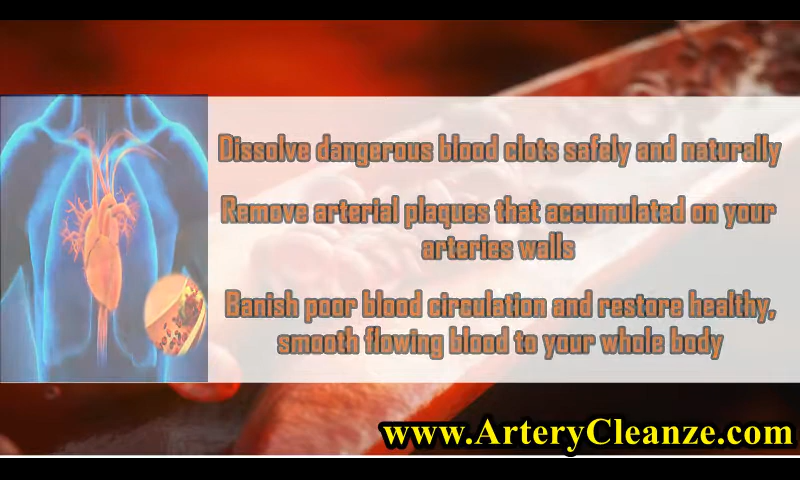 Dissolve dangerous blood clots safely and naturally
Remove arterial plaques that accumulated on your
arteries walls
Banish poor blood circulation and restore healthy,
smooth flowing blood to your whole body
www.ArteryCleanze.com